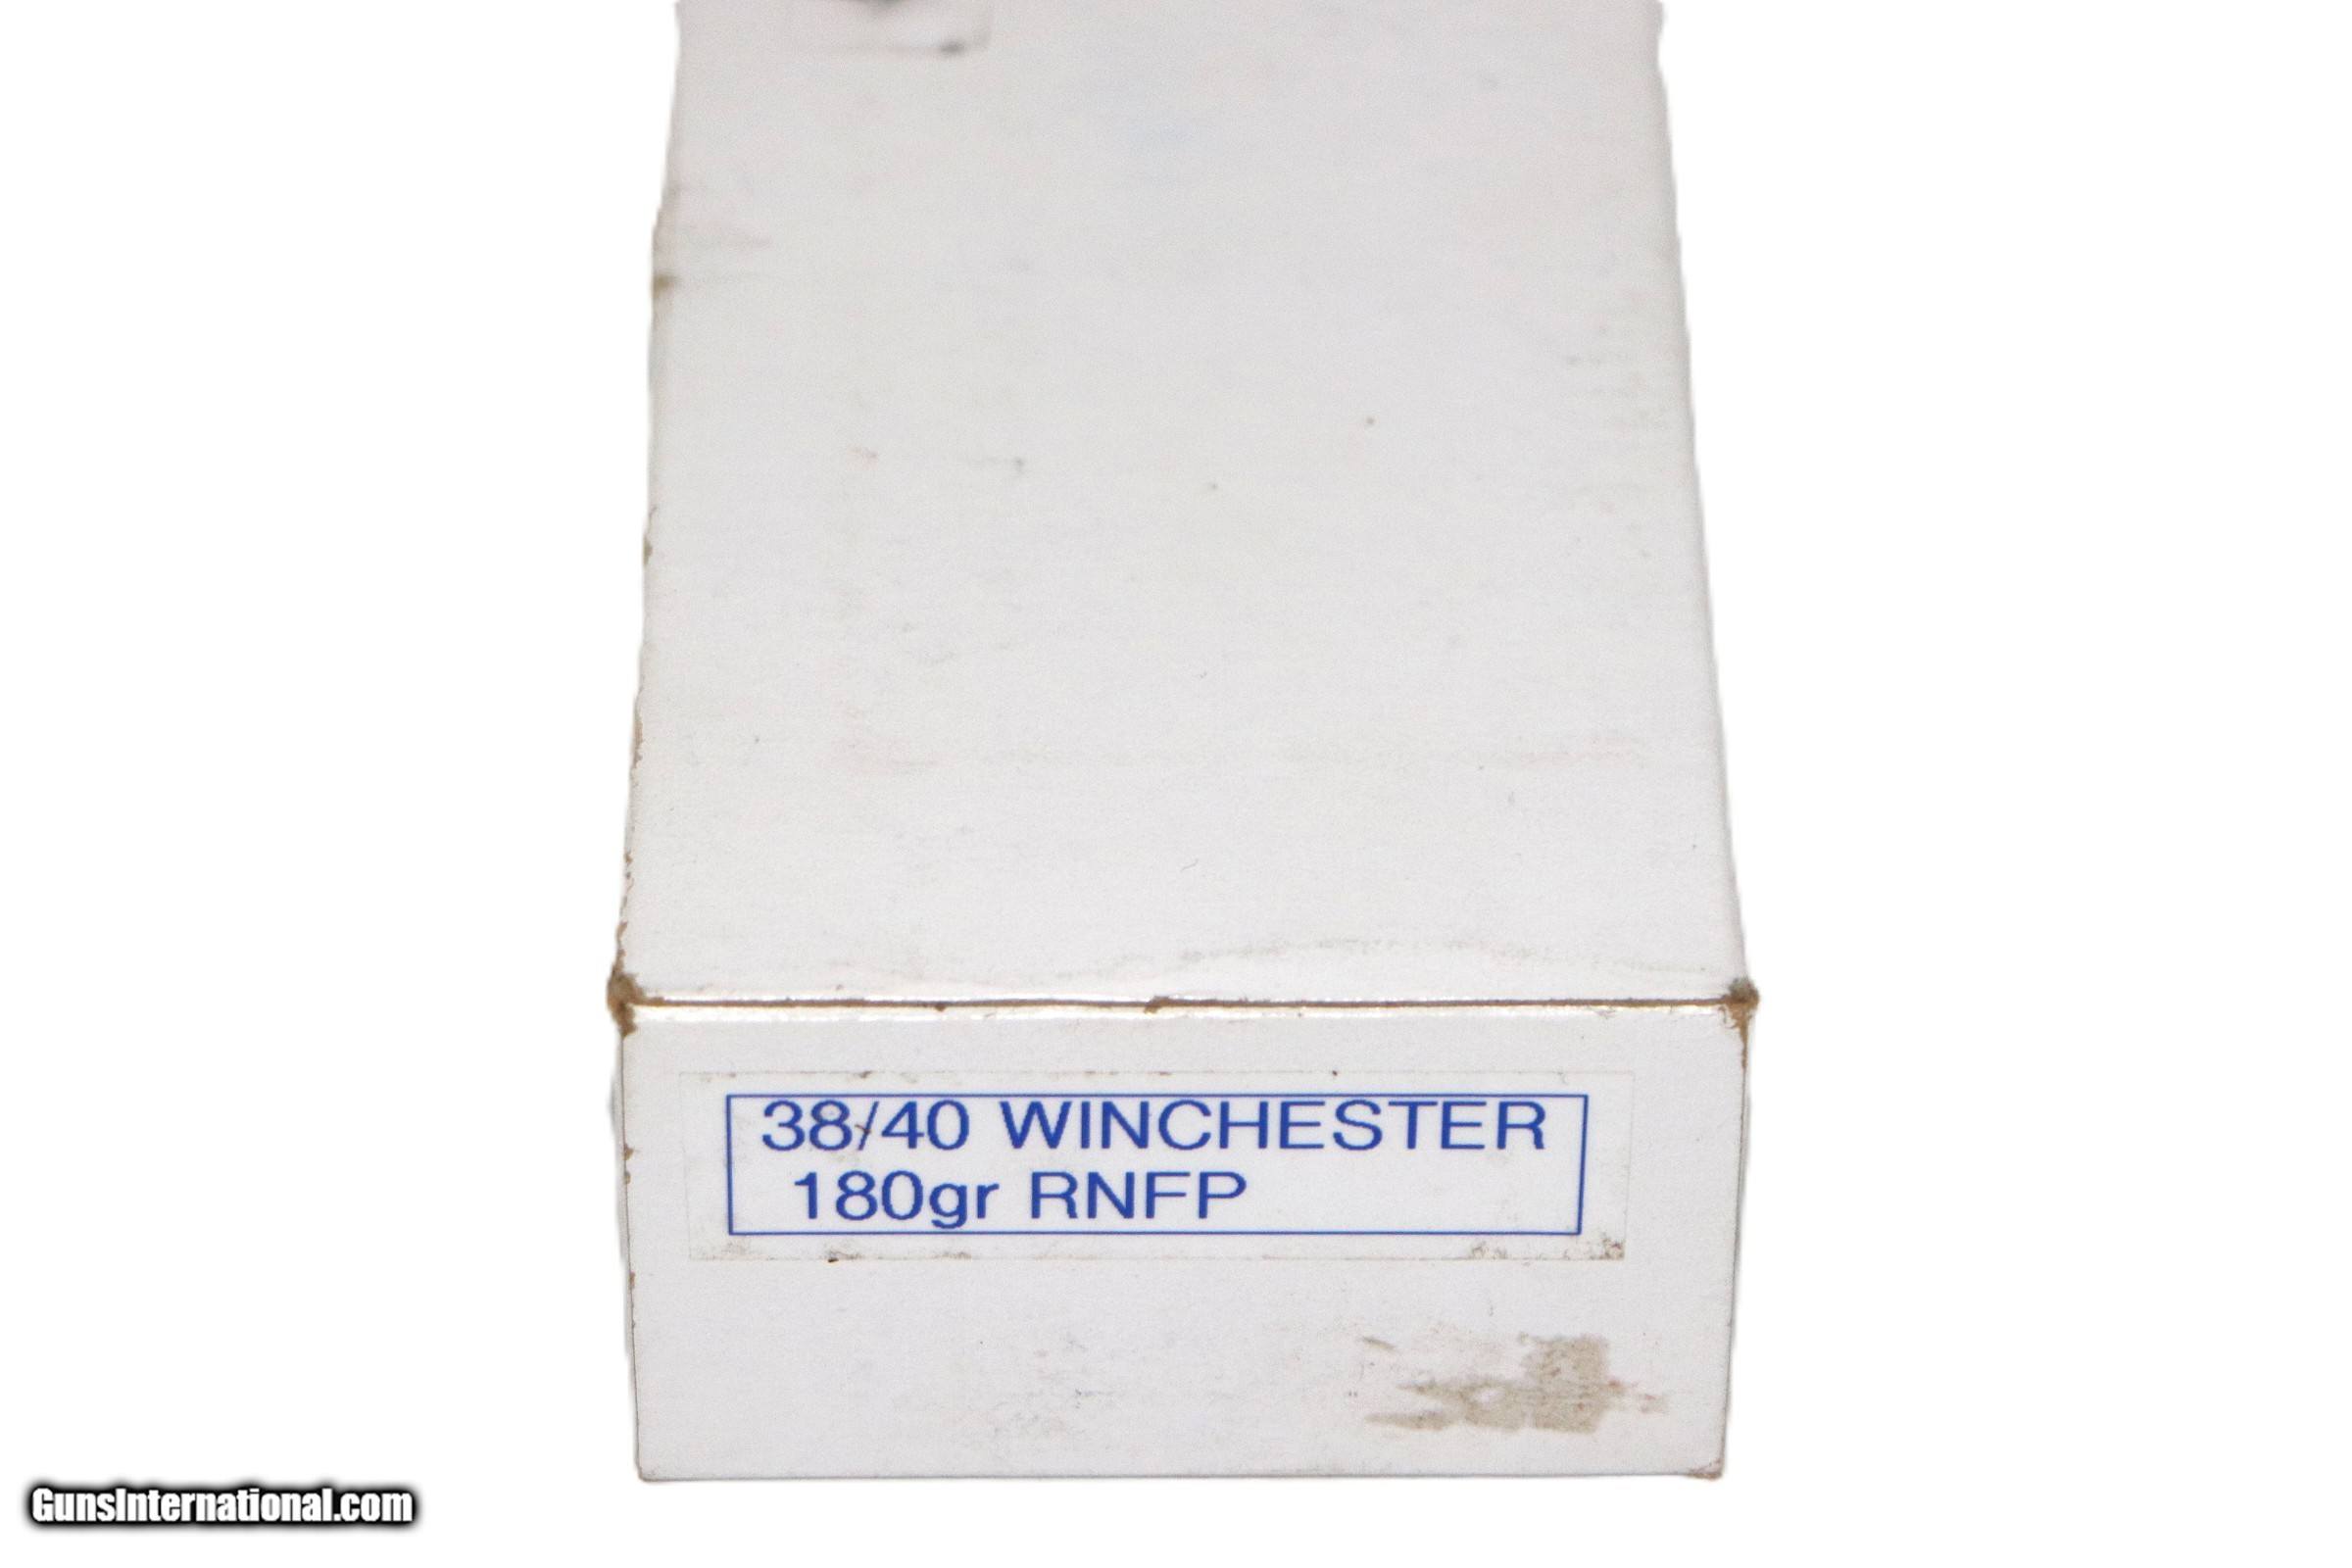 38/40 WINCHESTER
180gr RNFP
GunsInternational.com